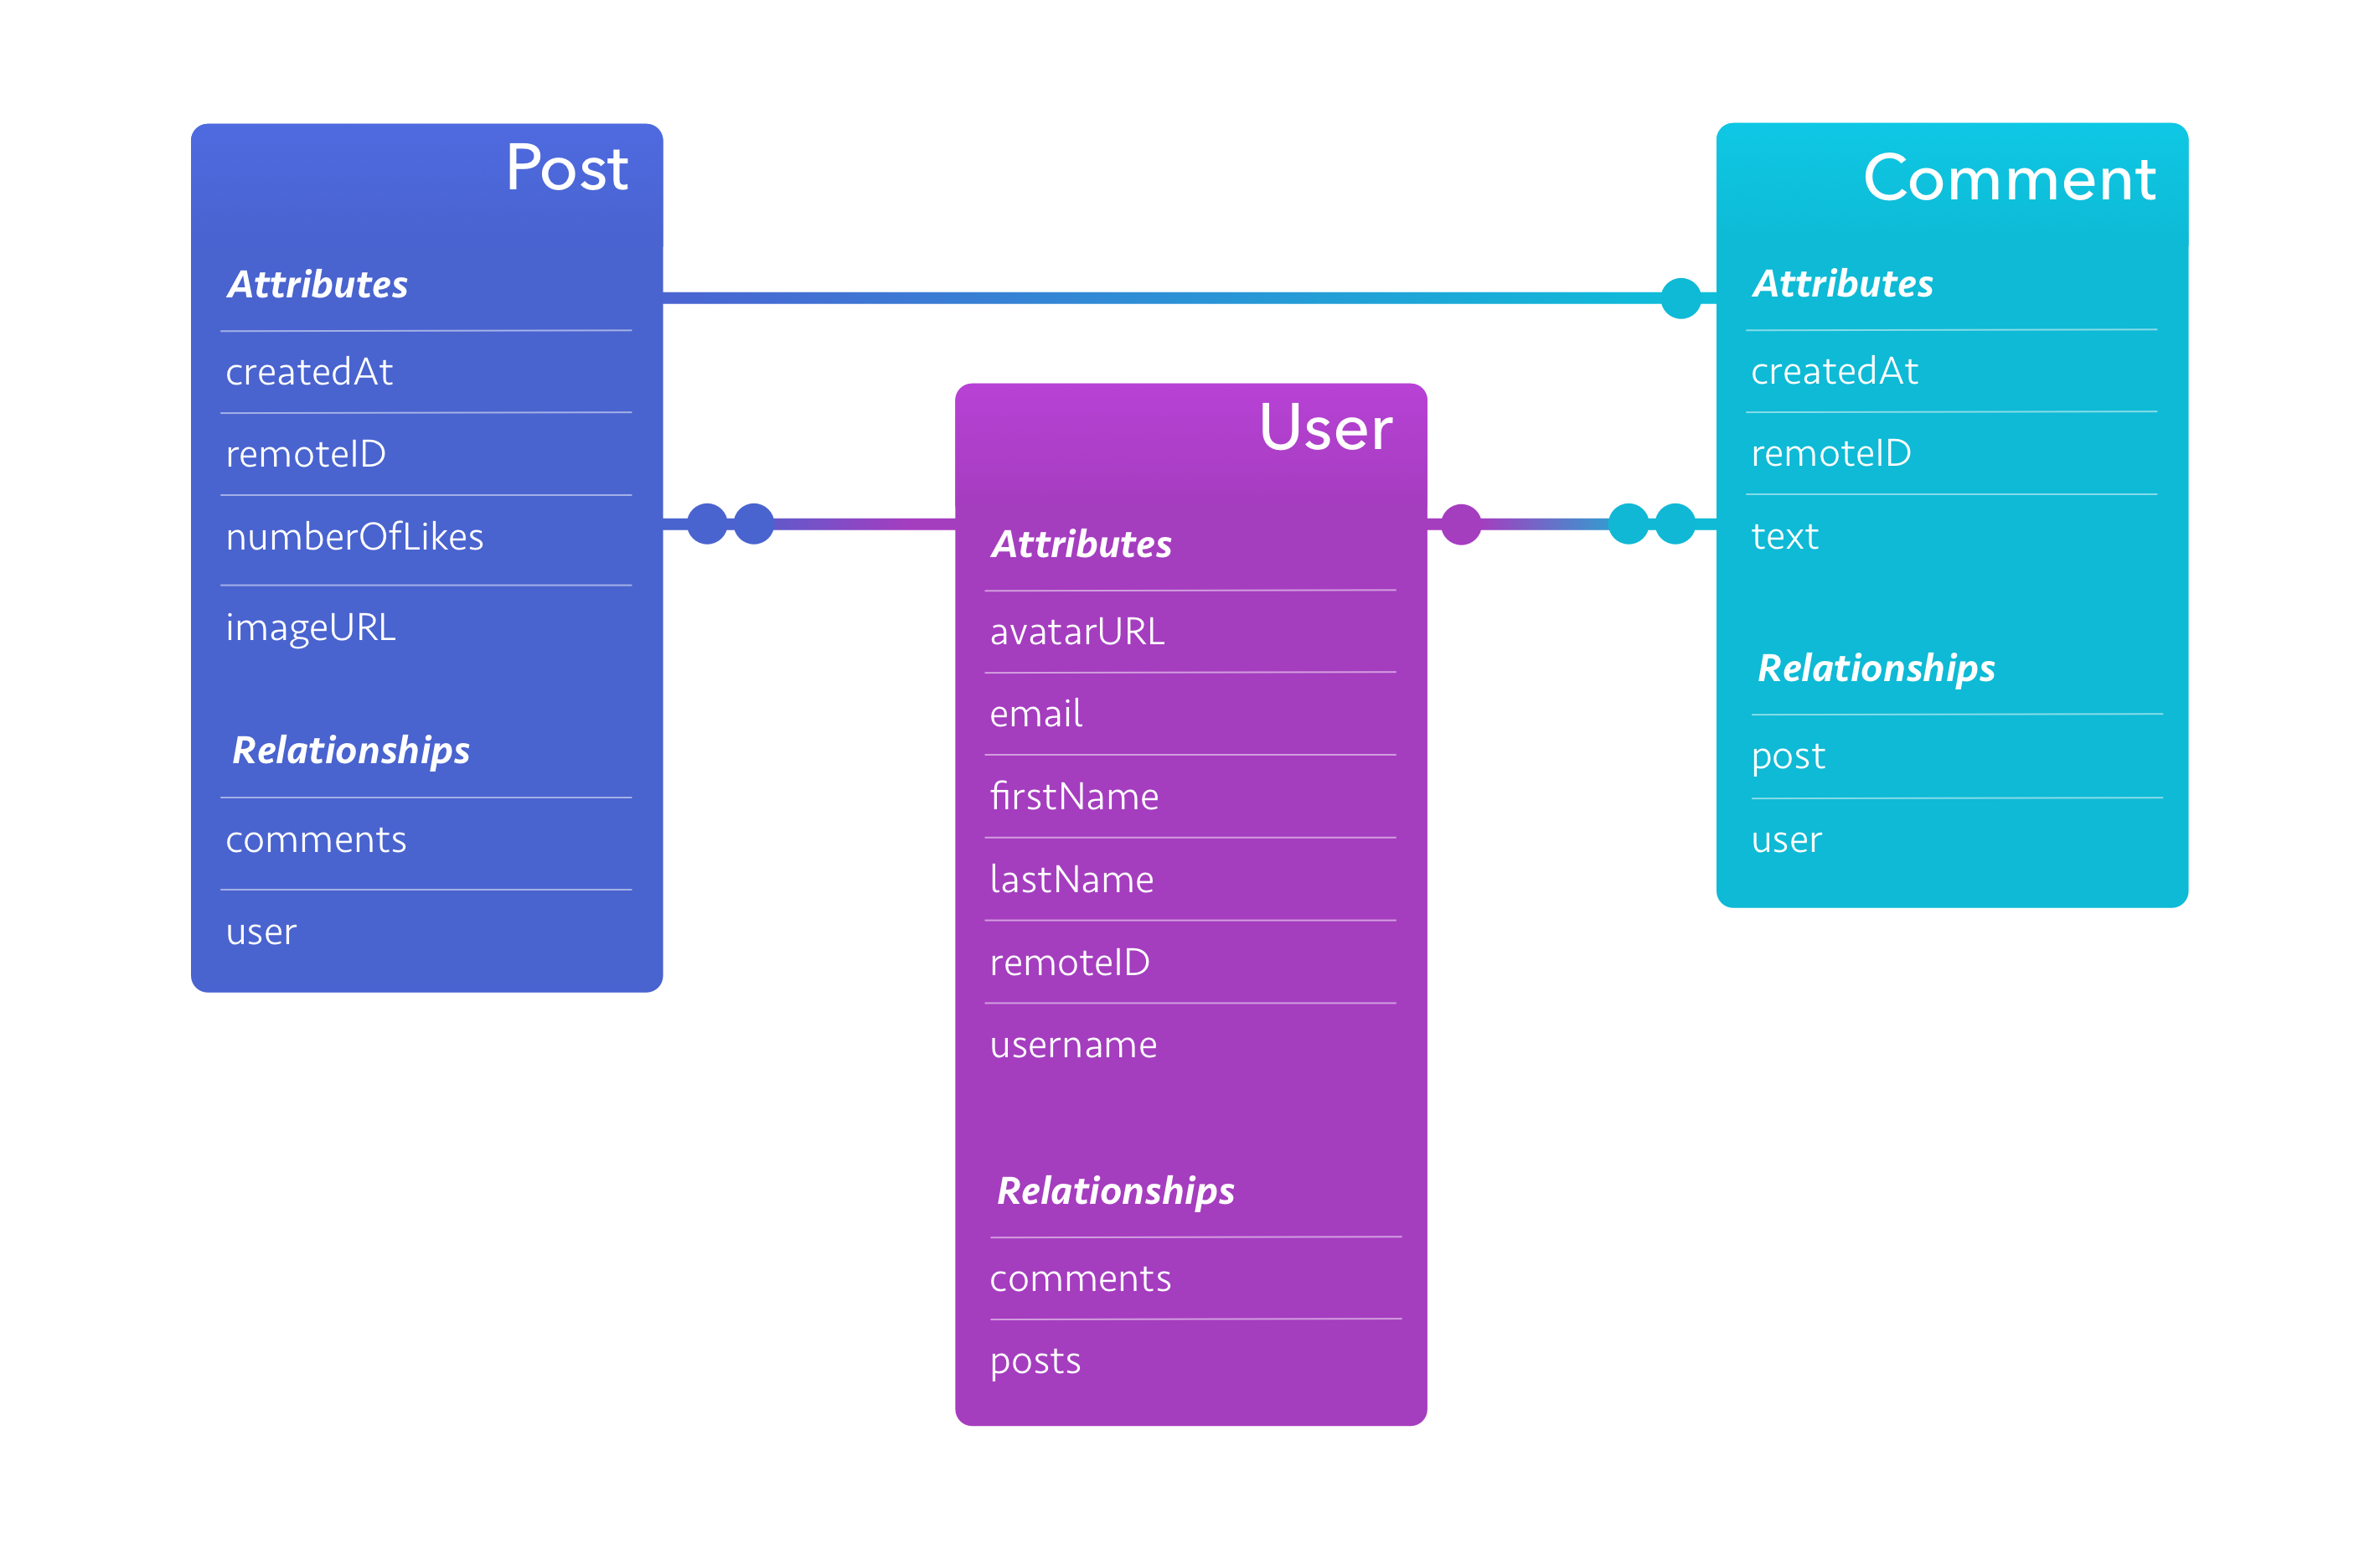 Post
Attributes
createdAt
remoteID
numberOfLikes
imageURL
Relationships
comments
user
User
Attributes
avatarURL
email
firstName
lastName
remoteID
username
Relationships
comments
posts
Comment
Attributes
createdAt
remoteID
text
Relationships
post
user